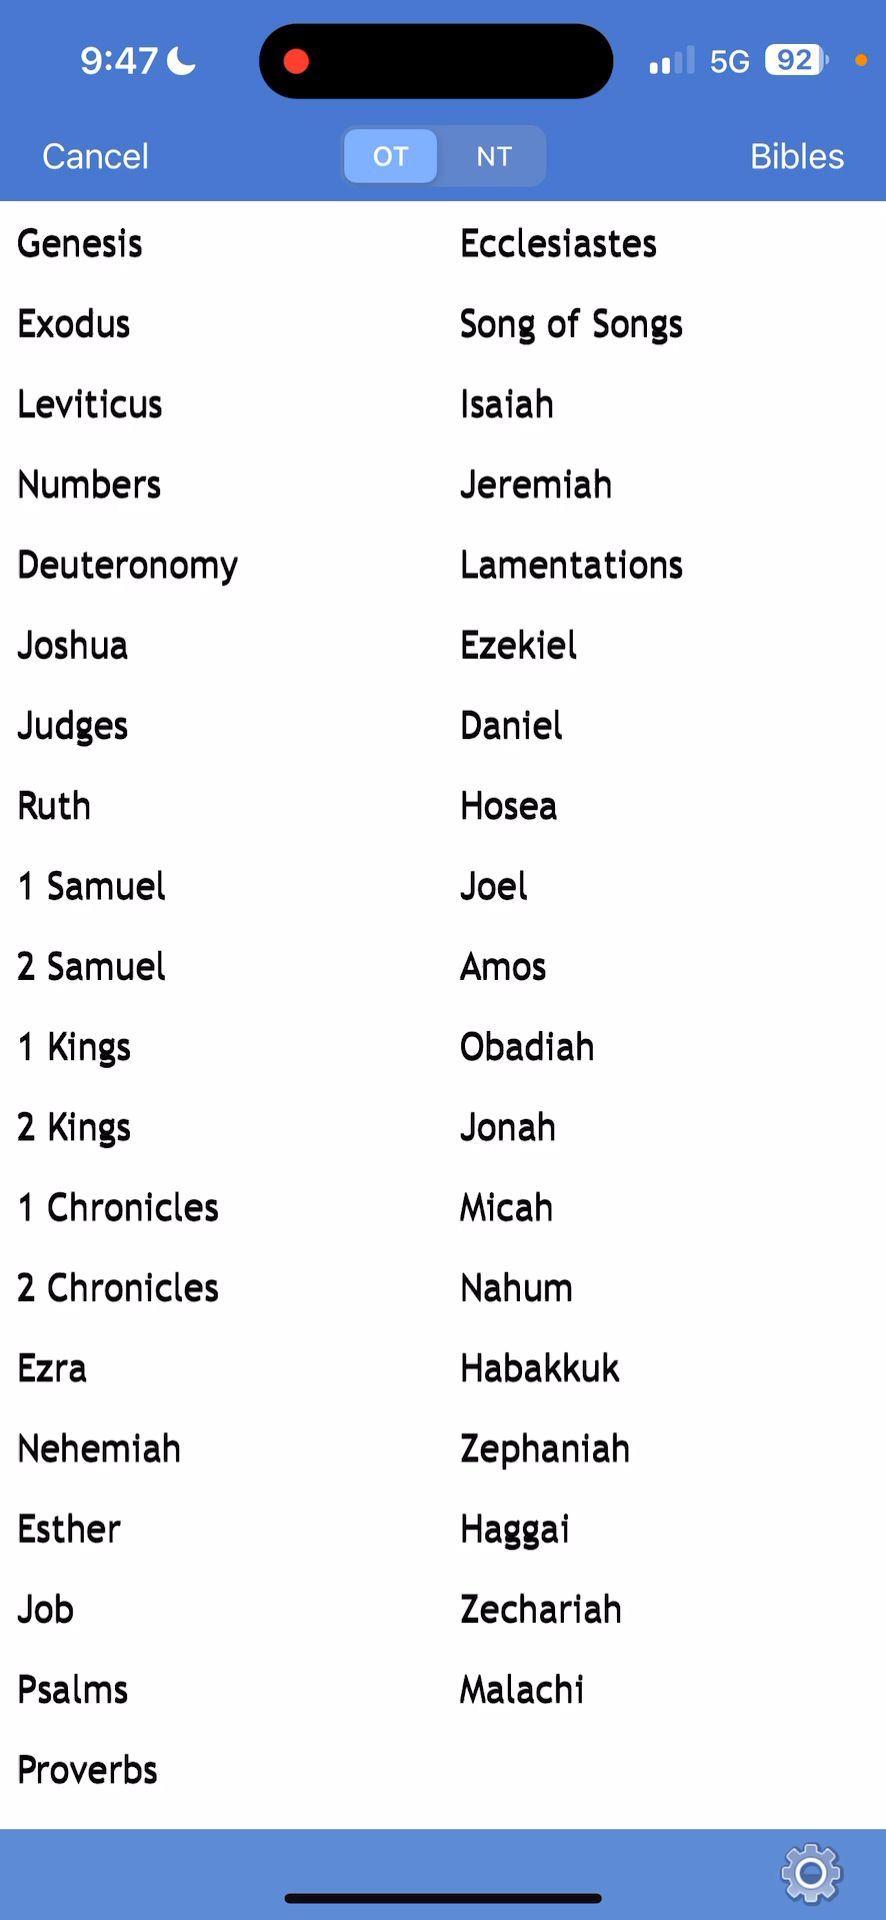 9:47
5G
92
Cancel
OT
NT
Bibles
Genesis
Exodus
Leviticus
Numbers
Deuteronomy
Joshua
Judges
Ruth
1 Samuel
2 Samuel
1 Kings
2 Kings
1 Chronicles
2 Chronicles
Ezra
Nehemiah
Esther
Job
Psalms
Proverbs
Ecclesiastes
Song of Songs
Isaiah
Jeremiah
Lamentations
Ezekiel
Daniel
Hosea
Joel
Amos
Obadiah
Jonah
Micah
Nahum
Habakkuk
Zephaniah
Haggai
Zechariah
Malachi